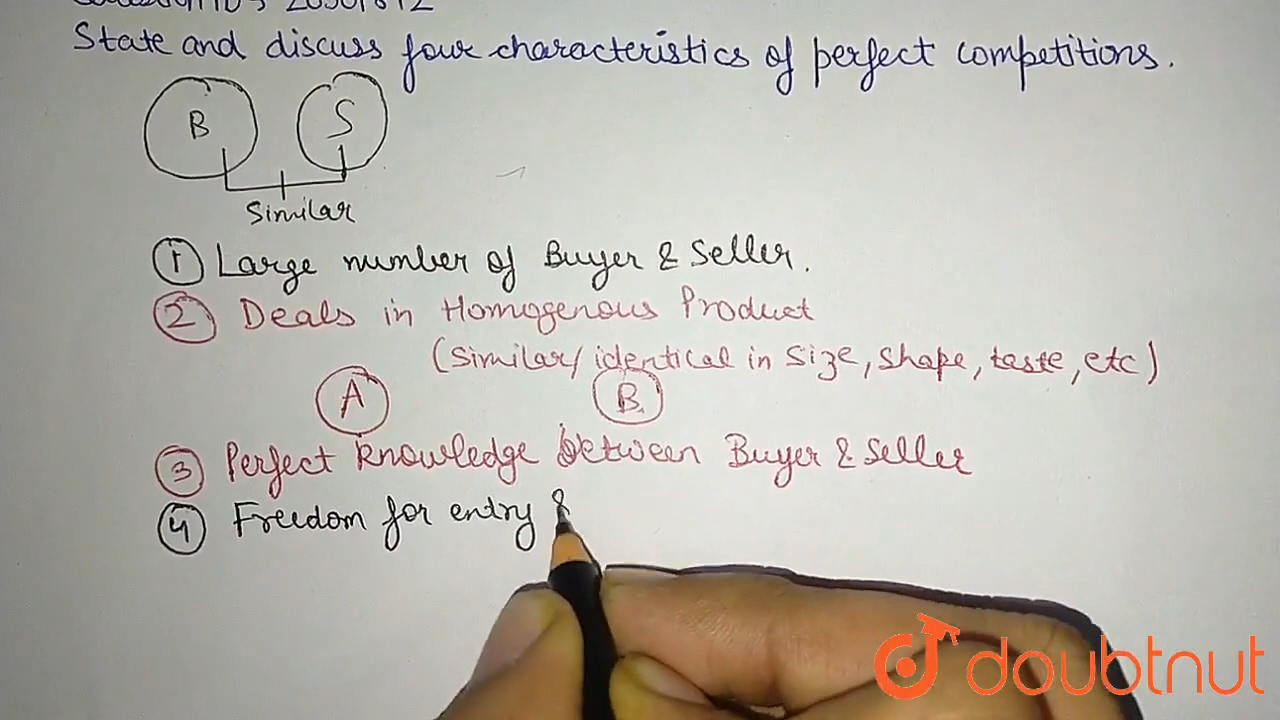 State and discuss four characteristics of perfect competitions.
B S
Similar
1 Large number of Buyer & Seller.
2 Deals in Homogenous Product
(Similar/identical in Size, Shape, taste, etc)
A B
3 Perfect knowledge between Buyer & Seller
4 Freedom for entry &
doubtnut